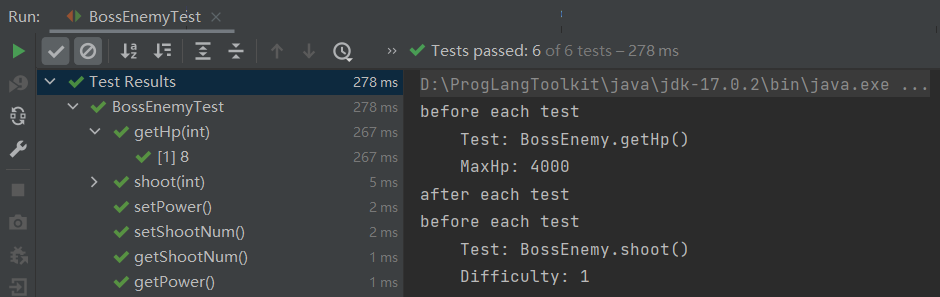 Run: BossEnemyTest
Tests passed: 6 of 6 tests – 278 ms
Test Results 278 ms
BossEnemyTest 278 ms
getHp(int) 267 ms
[1] 8 267 ms
shoot(int) 5 ms
setPower() 2 ms
setShootNum() 2 ms
getShootNum() 1 ms
getPower() 1 ms
D:\ProgLangToolkit\java\jdk-17.0.2\bin\java.exe ...
before each test
Test: BossEnemy.getHp()
MaxHp: 4000
after each test
before each test
Test: BossEnemy.shoot()
Difficulty: 1